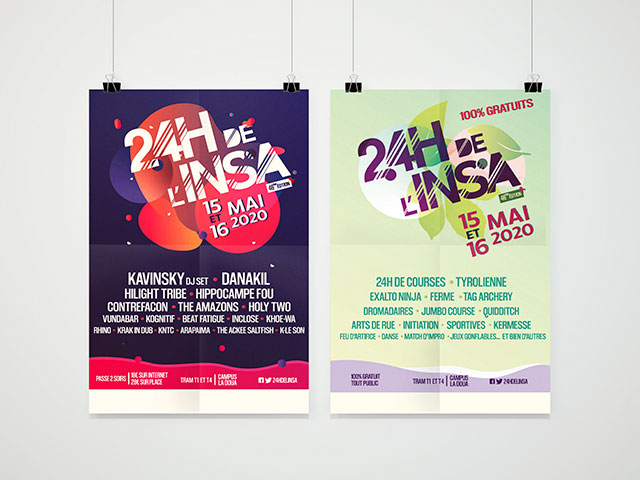 24H DE
L'INSA
46ÈME ÉDITION
15
ET
16 MAI
2020
KAVINSKY DJ SET • DANAKIL
HILIGHT TRIBE • HIPPOCAMPE FOU
CONTREFACON • THE AMAZONS • HOLY TWO
VUNDABAR • KOGNITIF • BEAT FATIGUE • INCLOSE • KHOE-WA
RHINO • KRAK IN DUB • KNTC • ARAPAIMA • THE ACKEE SALTFISH • K-LE SON
PASSE 2 SOIRS
18€ SUR INTERNET
28€ SUR PLACE
TRAM T1 ET T4
CAMPUS
LA DOUA
24HDELINSA
100% GRATUITS
24H DE
L'INSA
46ÈME ÉDITION
15
ET
16 MAI
2020
24H DE COURSES • TYROLIENNE
EXALTO NINJA • FERME • TAG ARCHERY
DROMADAIRES • JUMBO COURSE • QUIDDITCH
ARTS DE RUE • INITIATION • SPORTIVES • KERMESSE
FEU D'ARTIFICE • DANSE • MATCH D'IMPRO • JEUX GONFLABLES... ET BIEN D'AUTRES
100% GRATUIT
TOUT PUBLIC
TRAM T1 ET T4
CAMPUS
LA DOUA
24HDELINSA